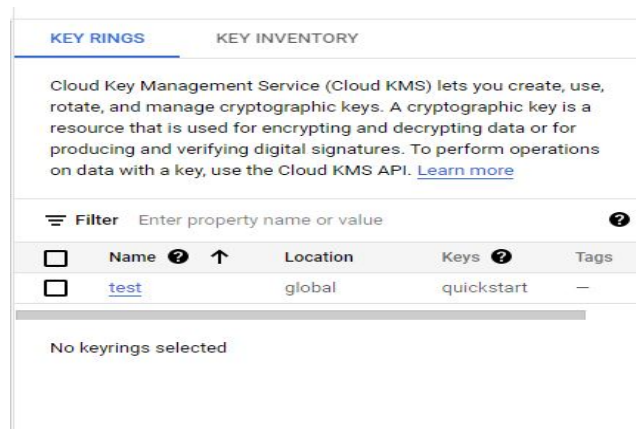 KEY RINGS KEY INVENTORY
Cloud Key Management Service (Cloud KMS) lets you create, use,
rotate, and manage cryptographic keys. A cryptographic key is a
resource that is used for encrypting and decrypting data or for
producing and verifying digital signatures. To perform operations
on data with a key, use the Cloud KMS API. Learn more
Filter Enter property name or value
Name Location Keys Tags
test global quickstart —
No keyrings selected